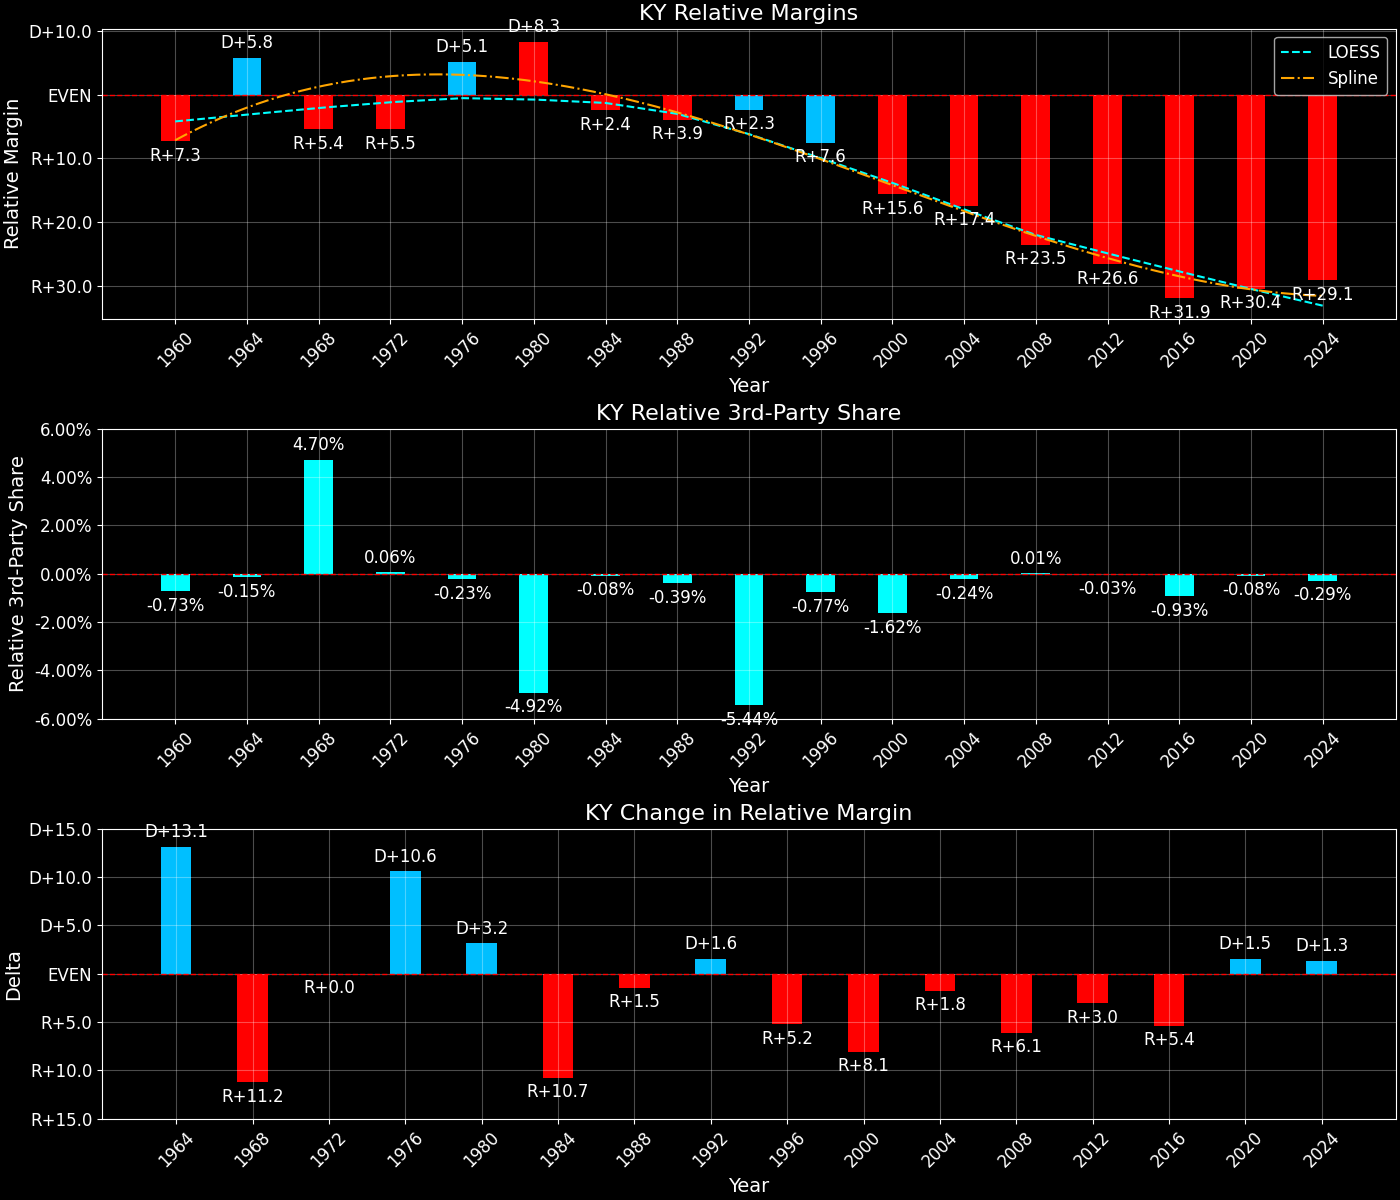 KY Relative Margins
Relative Margin
D+10.0
EVEN
R+10.0
R+20.0
R+30.0
LOESS
Spline
R+7.3
D+5.8
R+5.4
R+5.5
D+5.1
D+8.3
R+2.4
R+3.9
R+2.3
R+7.6
R+15.6
R+17.4
R+23.5
R+26.6
R+31.9
R+30.4
R+29.1
1960
1964
1968
1972
1976
1980
1984
1988
1992
1996
2000
2004
2008
2012
2016
2020
2024
Year
KY Relative 3rd-Party Share
Relative 3rd-Party Share
6.00%
4.00%
2.00%
0.00%
-2.00%
-4.00%
-6.00%
-0.73%
-0.15%
4.70%
0.06%
-0.23%
-4.92%
-0.08%
-0.39%
-5.44%
-0.77%
-1.62%
-0.24%
0.01%
-0.03%
-0.93%
-0.08%
-0.29%
1960
1964
1968
1972
1976
1980
1984
1988
1992
1996
2000
2004
2008
2012
2016
2020
2024
Year
KY Change in Relative Margin
Delta
D+15.0
D+10.0
D+5.0
EVEN
R+5.0
R+10.0
R+15.0
D+13.1
R+11.2
R+0.0
D+10.6
D+3.2
R+10.7
R+1.5
D+1.6
R+5.2
R+8.1
R+1.8
R+6.1
R+3.0
R+5.4
D+1.5
D+1.3
1964
1968
1972
1976
1980
1984
1988
1992
1996
2000
2004
2008
2012
2016
2020
2024
Year